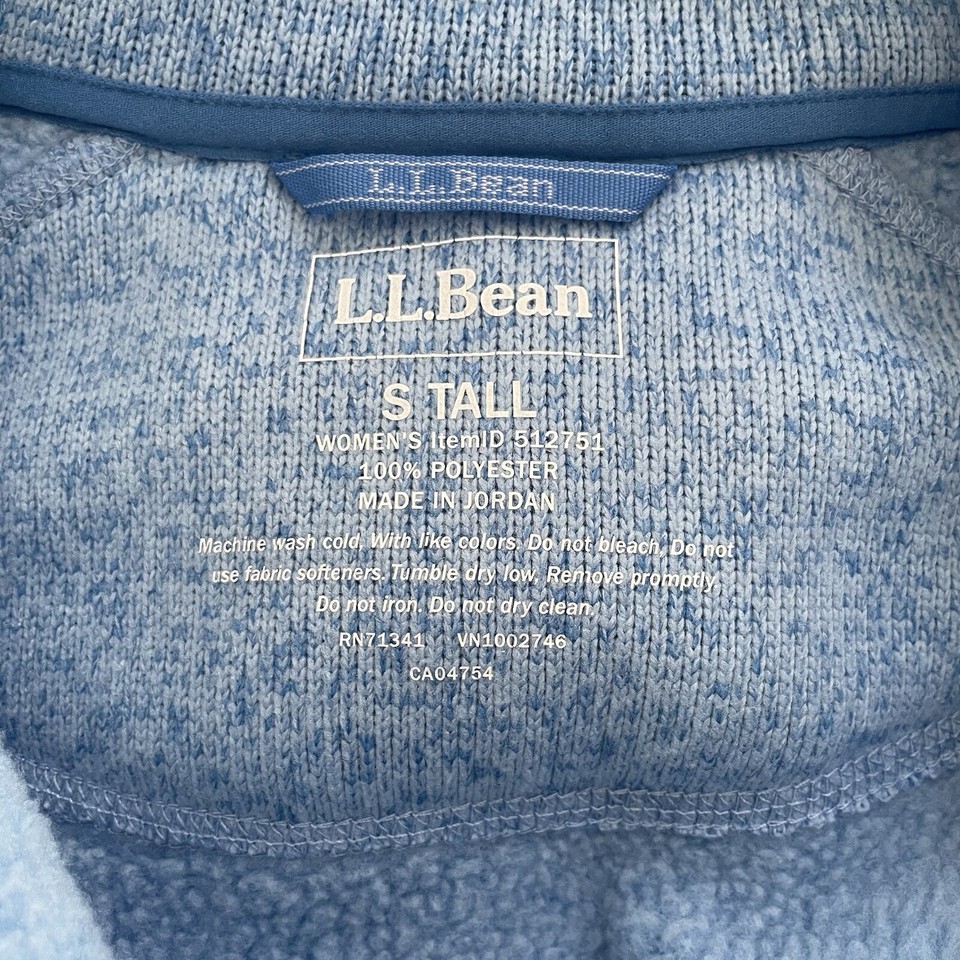 L.L.Bean
L.L.Bean
S TALL
WOMEN'S ItemID 512751
100% POLYESTER
MADE IN JORDAN
Machine wash cold, With like colors. Do not bleach, Do not
use fabric softeners. Tumble dry low, Remove promptly.
Do not iron. Do not dry clean.
RN71341 VN1002746
CA04754